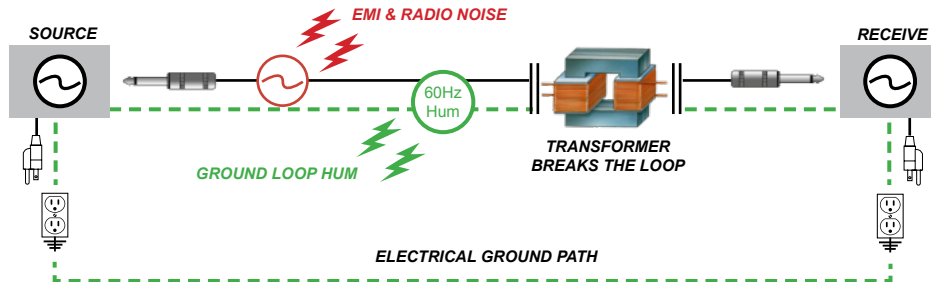 EMI & RADIO NOISE
SOURCE
RECEIVE
60Hz
Hum
TRANSFORMER
BREAKS THE LOOP
GROUND LOOP HUM
ELECTRICAL GROUND PATH